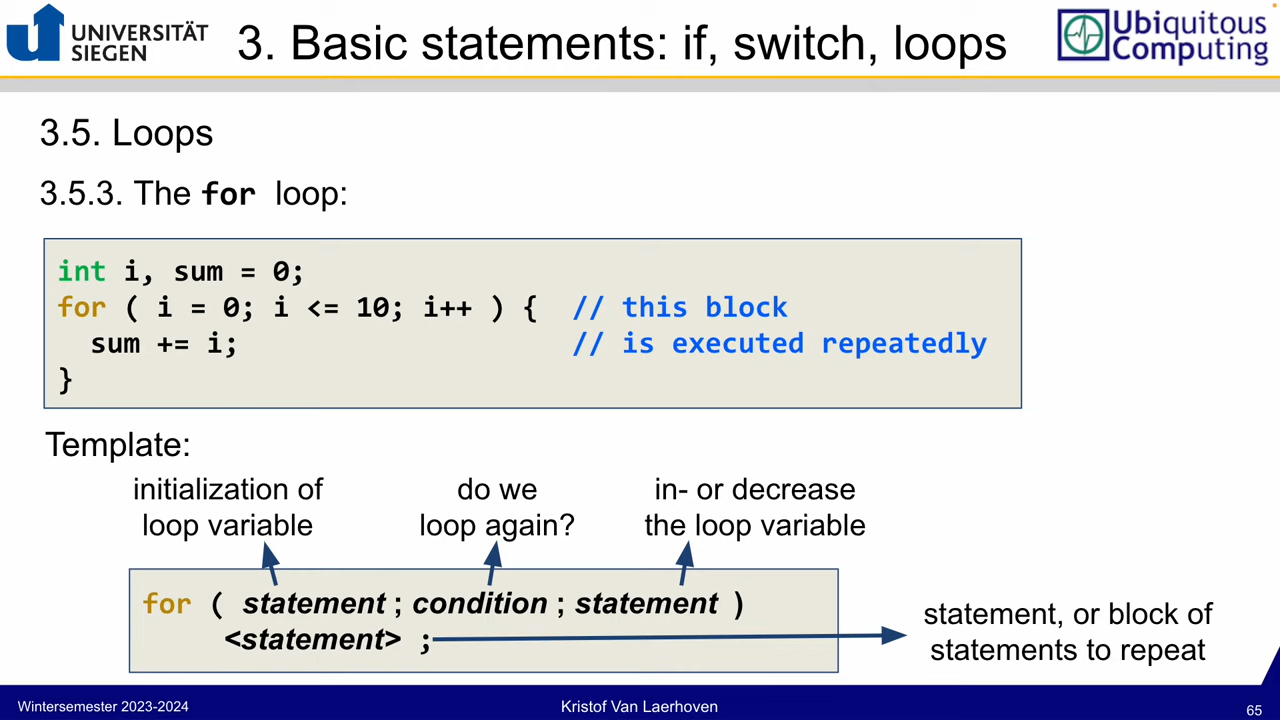 UNIVERSITÄT
SIEGEN
3. Basic statements: if, switch, loops
Ubiquitous
Computing
3.5. Loops
3.5.3. The for loop:
int i, sum = 0;
for ( i = 0; i <= 10; i++ ) { // this block
sum += i; // is executed repeatedly
}
Template:
initialization of
loop variable
do we
loop again?
in- or decrease
the loop variable
for ( statement ; condition ; statement )
<statement> ;
statement, or block of
statements to repeat
Wintersemester 2023-2024
Kristof Van Laerhoven
65